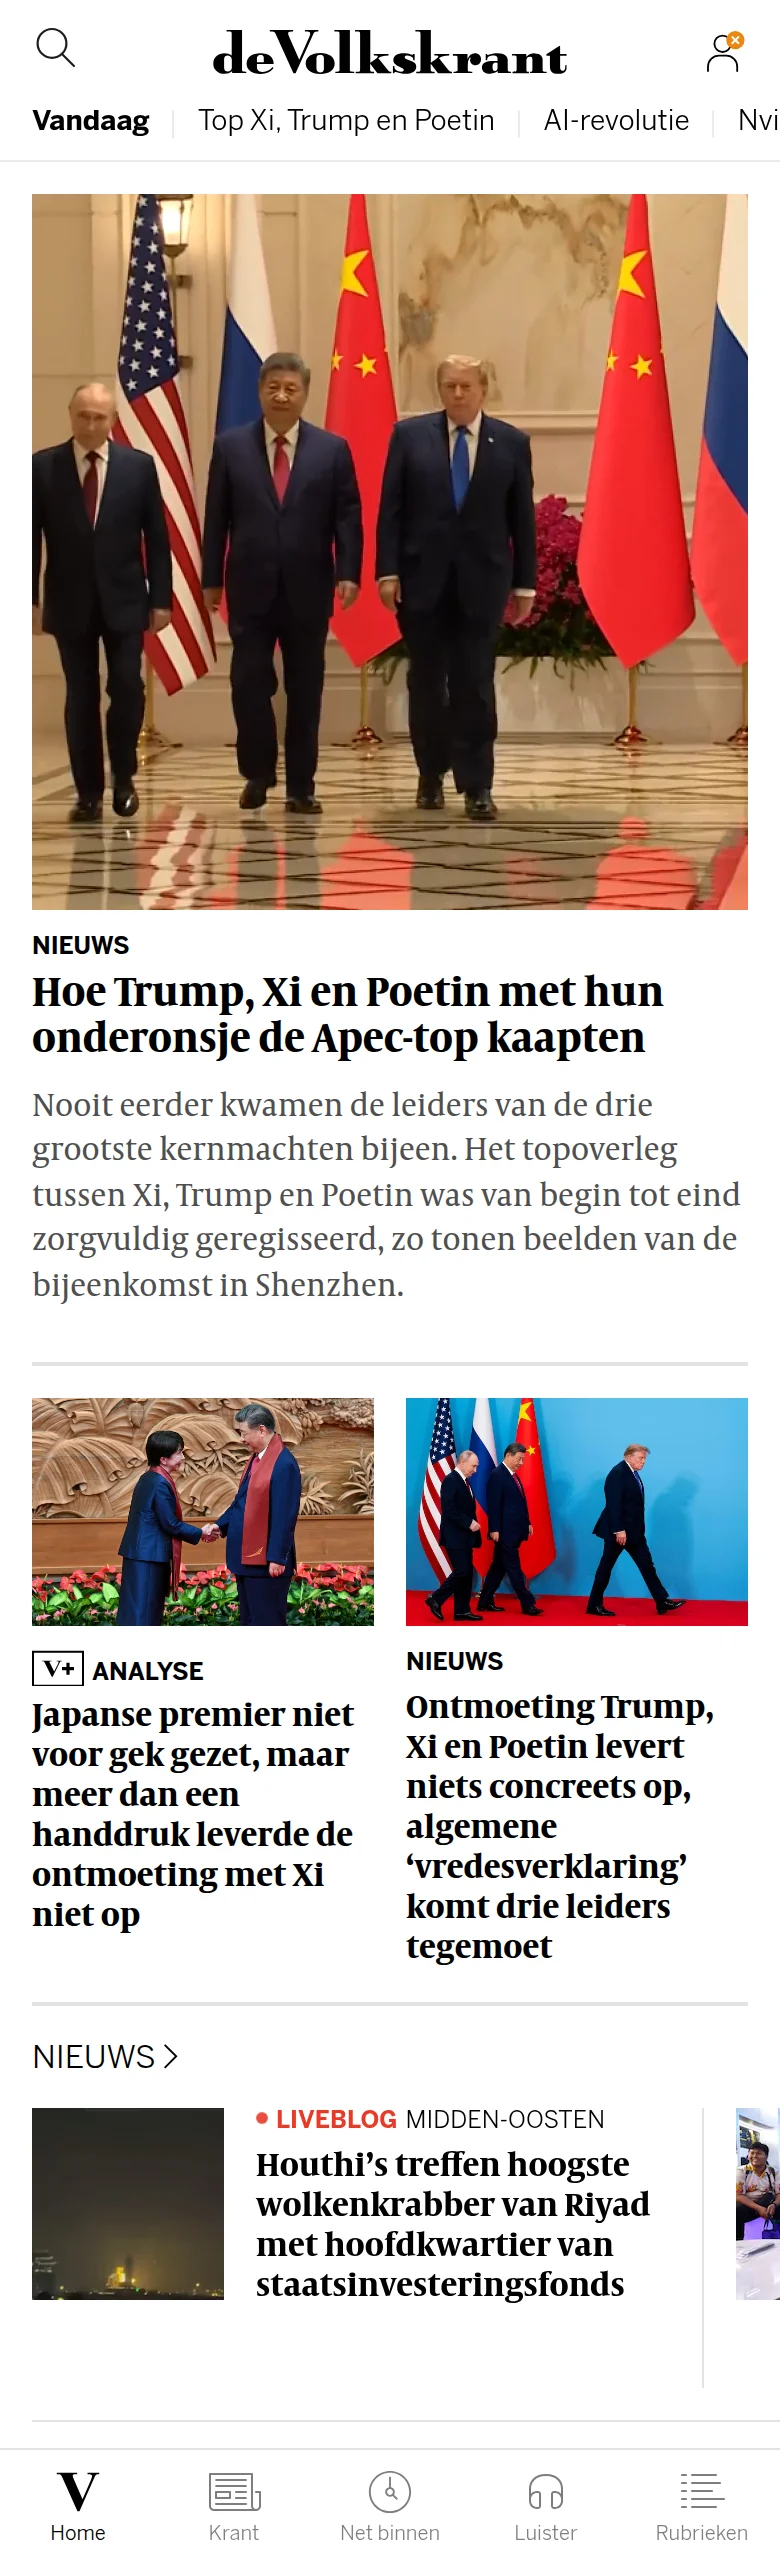 deVolkskrant
Vandaag
Top Xi, Trump en Poetin
AI-revolutie
Nvi
NIEUWS
Hoe Trump, Xi en Poetin met hun
onderonsje de Apec-top kaapten
Nooit eerder kwamen de leiders van de drie
grootste kernmachten bijeen. Het topoverleg
tussen Xi, Trump en Poetin was van begin tot eind
zorgvuldig geregisseerd, zo tonen beelden van de
bijeenkomst in Shenzhen.
V+ ANALYSE
Japanse premier niet
voor gek gezet, maar
meer dan een
handdruk leverde de
ontmoeting met Xi
niet op
NIEUWS
Ontmoeting Trump,
Xi en Poetin levert
niets concreets op,
algemene
‘vredesverklaring’
komt drie leiders
tegemoet
NIEUWS
LIVEBLOG MIDDEN-OOSTEN
Houthi’s treffen hoogste
wolkenkrabber van Riyad
met hoofdkwartier van
staatsinvesteringsfonds
V
Home
Krant
Net binnen
Luister
Rubrieken